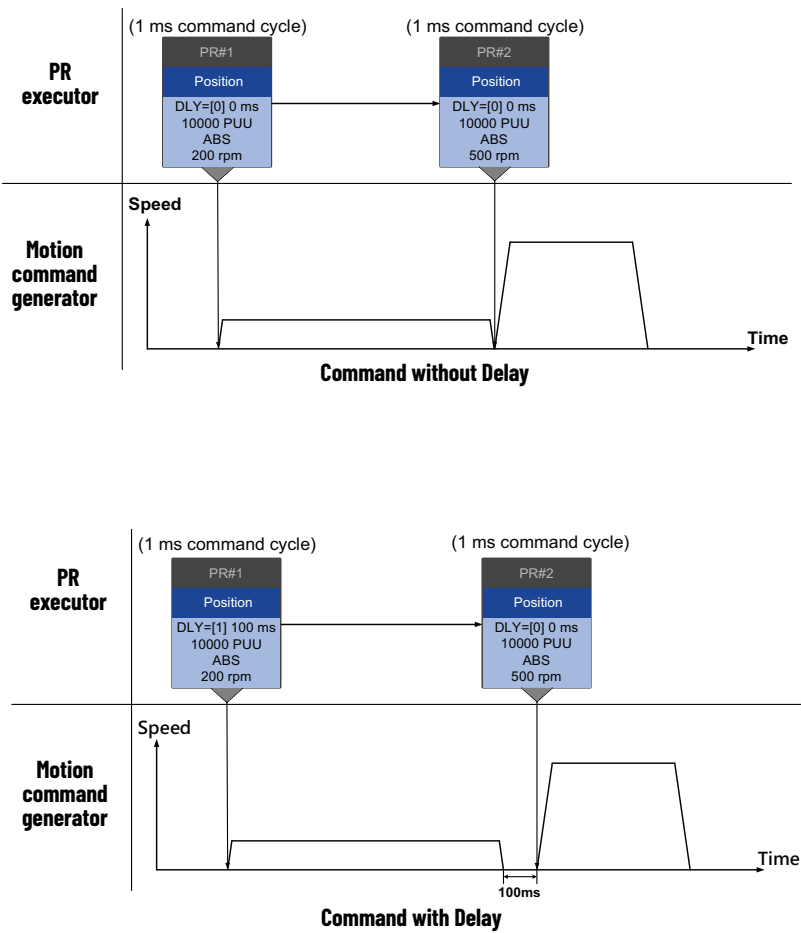 (1 ms command cycle)
(1 ms command cycle)
PR
executor
PR#1
Position
DLY=[0] 0 ms
10000 PUU
ABS
200 rpm
PR#2
Position
DLY=[0] 0 ms
10000 PUU
ABS
500 rpm
Motion
command
generator
Speed
Time
Command without Delay
(1 ms command cycle)
(1 ms command cycle)
PR
executor
PR#1
Position
DLY=[1] 100 ms
10000 PUU
ABS
200 rpm
PR#2
Position
DLY=[0] 0 ms
10000 PUU
ABS
500 rpm
Motion
command
generator
Speed
Time
100ms
Command with Delay